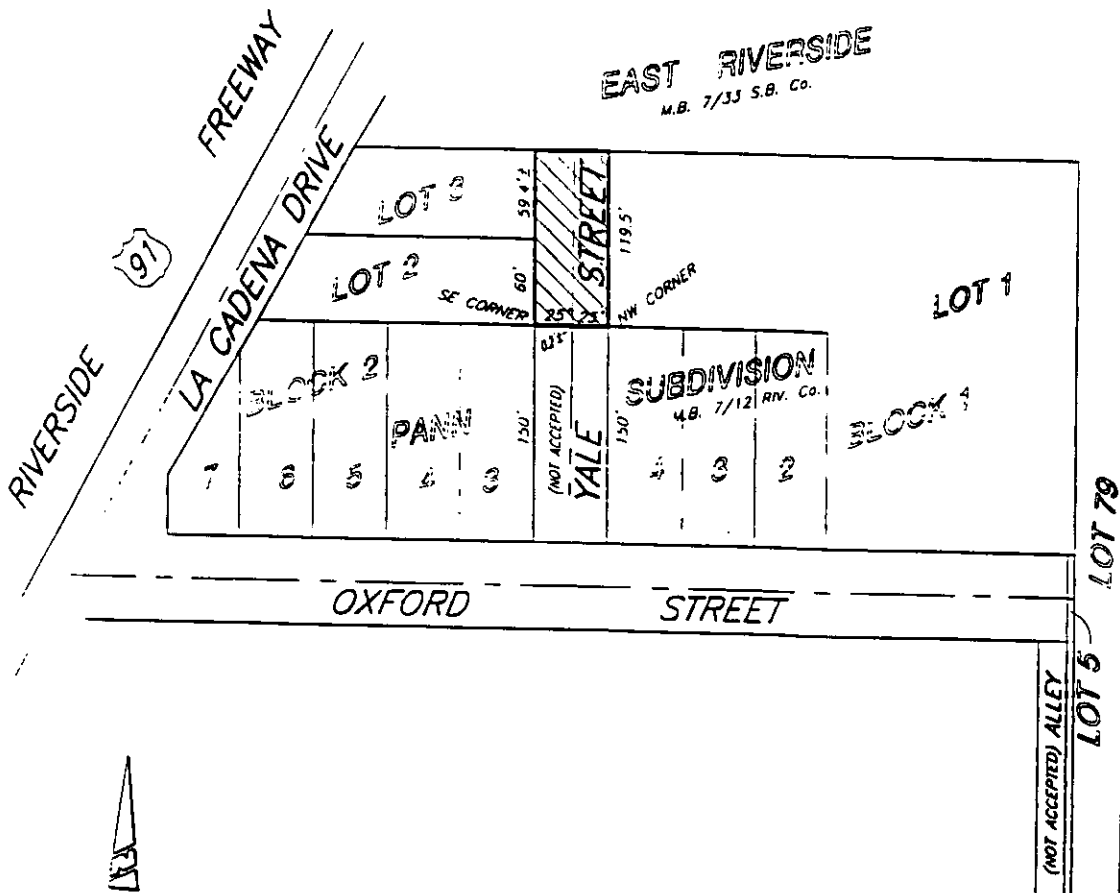 EAST RIVERSIDE
M.B. 7/33 S.B. Co.
RIVERSIDE FREEWAY
91
LA CADENA DRIVE
LOT 3
59.4'±
STREET
119.5'
LOT 2
60'
SE CORNER
25'
NW CORNER
LOT 1
BLOCK 2
SUBDIVISION
M.B. 7/12 RIV. Co.
BLOCK 1
150'
(NOT ACCEPTED)
YALE
150'
7
6
5
4
3
3
2
OXFORD STREET
LOT 79
LOT 5
(NOT ACCEPTED) ALLEY